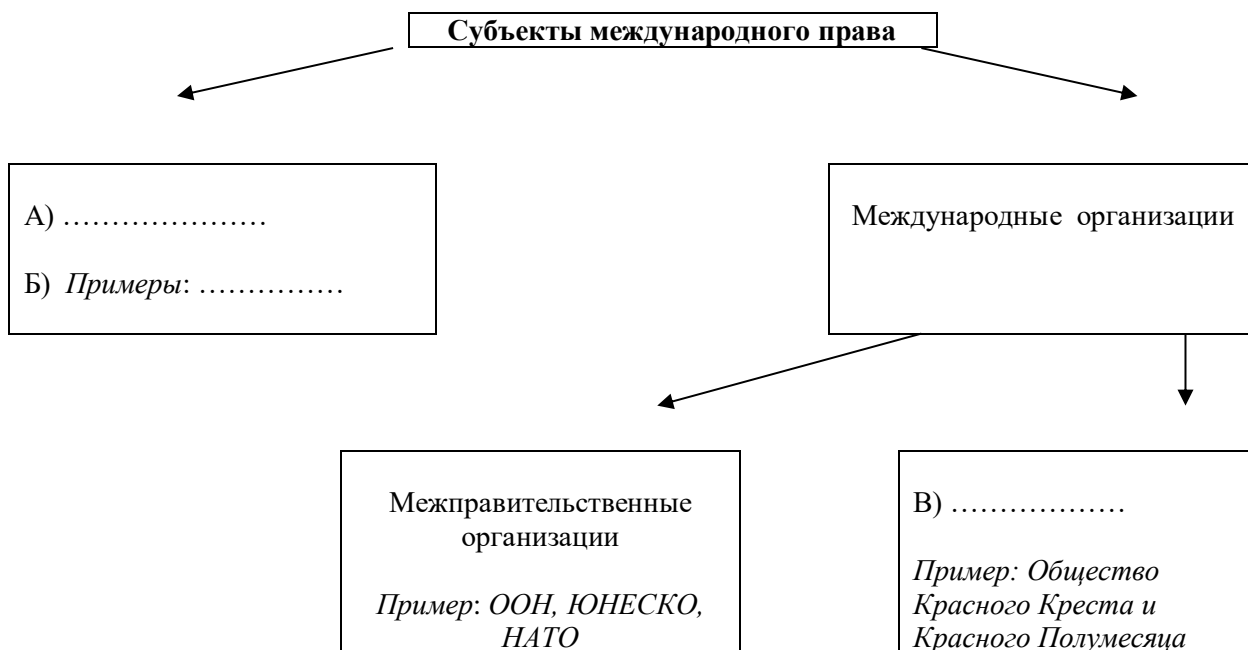 Субъекты международного права
А) …………………
Б) Примеры: ……………
Международные организации
Межправительственные
организации
Пример: ООН, ЮНЕСКО,
НАТО
В) ………………
Пример: Общество
Красного Креста и
Красного Полумесяца